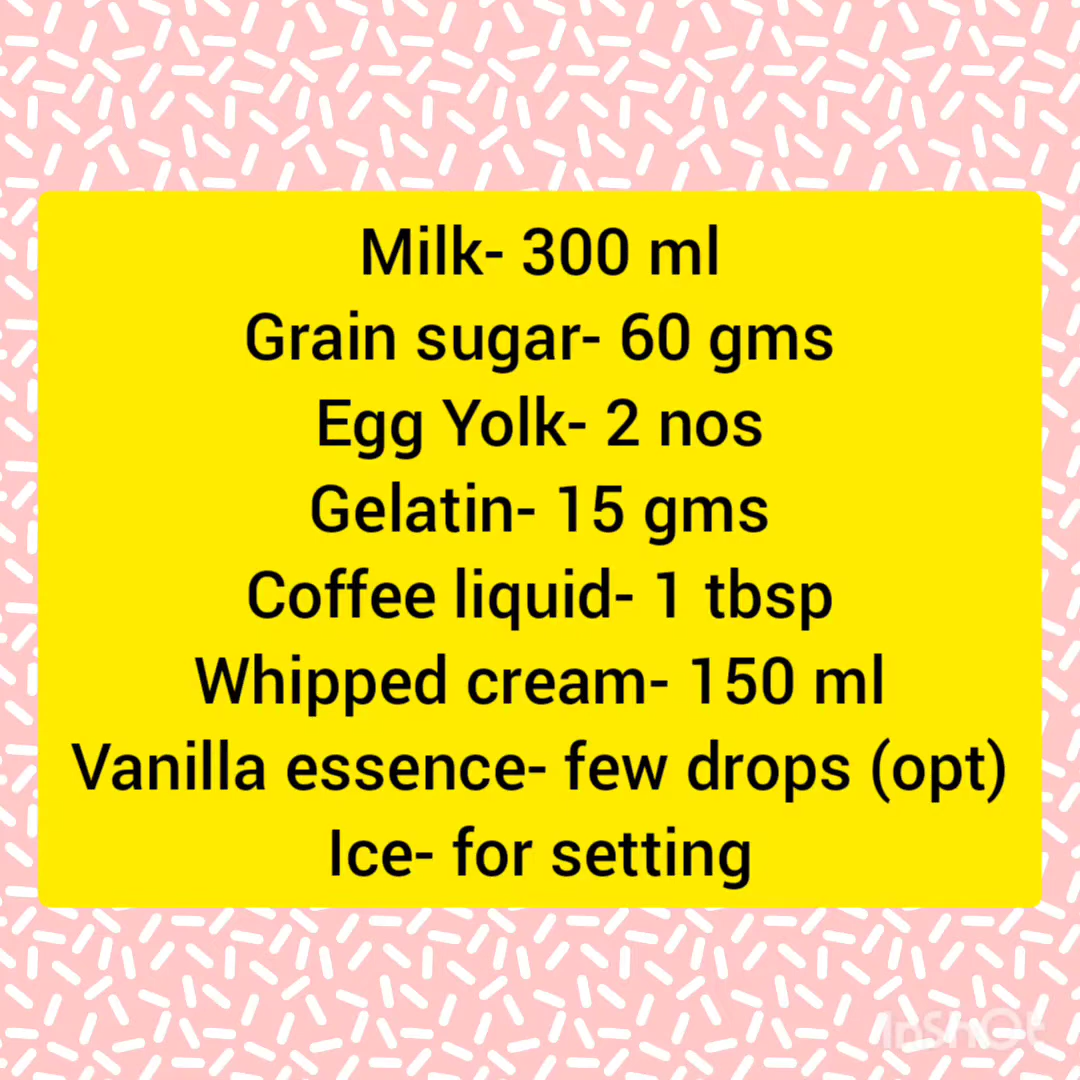 Milk- 300 ml
Grain sugar- 60 gms
Egg Yolk- 2 nos
Gelatin- 15 gms
Coffee liquid- 1 tbsp
Whipped cream- 150 ml
Vanilla essence- few drops (opt)
Ice- for setting
InShOt